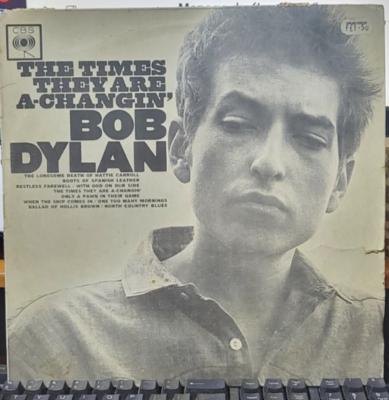 CBS
THE TIMES
THEY ARE
A-CHANGIN'
BOB
DYLAN
THE LONESOME DEATH OF HATTIE CARROLL
BOOTS OF SPANISH LEATHER
RESTLESS FAREWELL · WITH GOD ON OUR SIDE
THE TIMES THEY ARE A-CHANGIN'
ONLY A PAWN IN THEIR GAME
WHEN THE SHIP COMES IN · ONE TOO MANY MORNINGS
BALLAD OF HOLLIS BROWN · NORTH COUNTRY BLUES